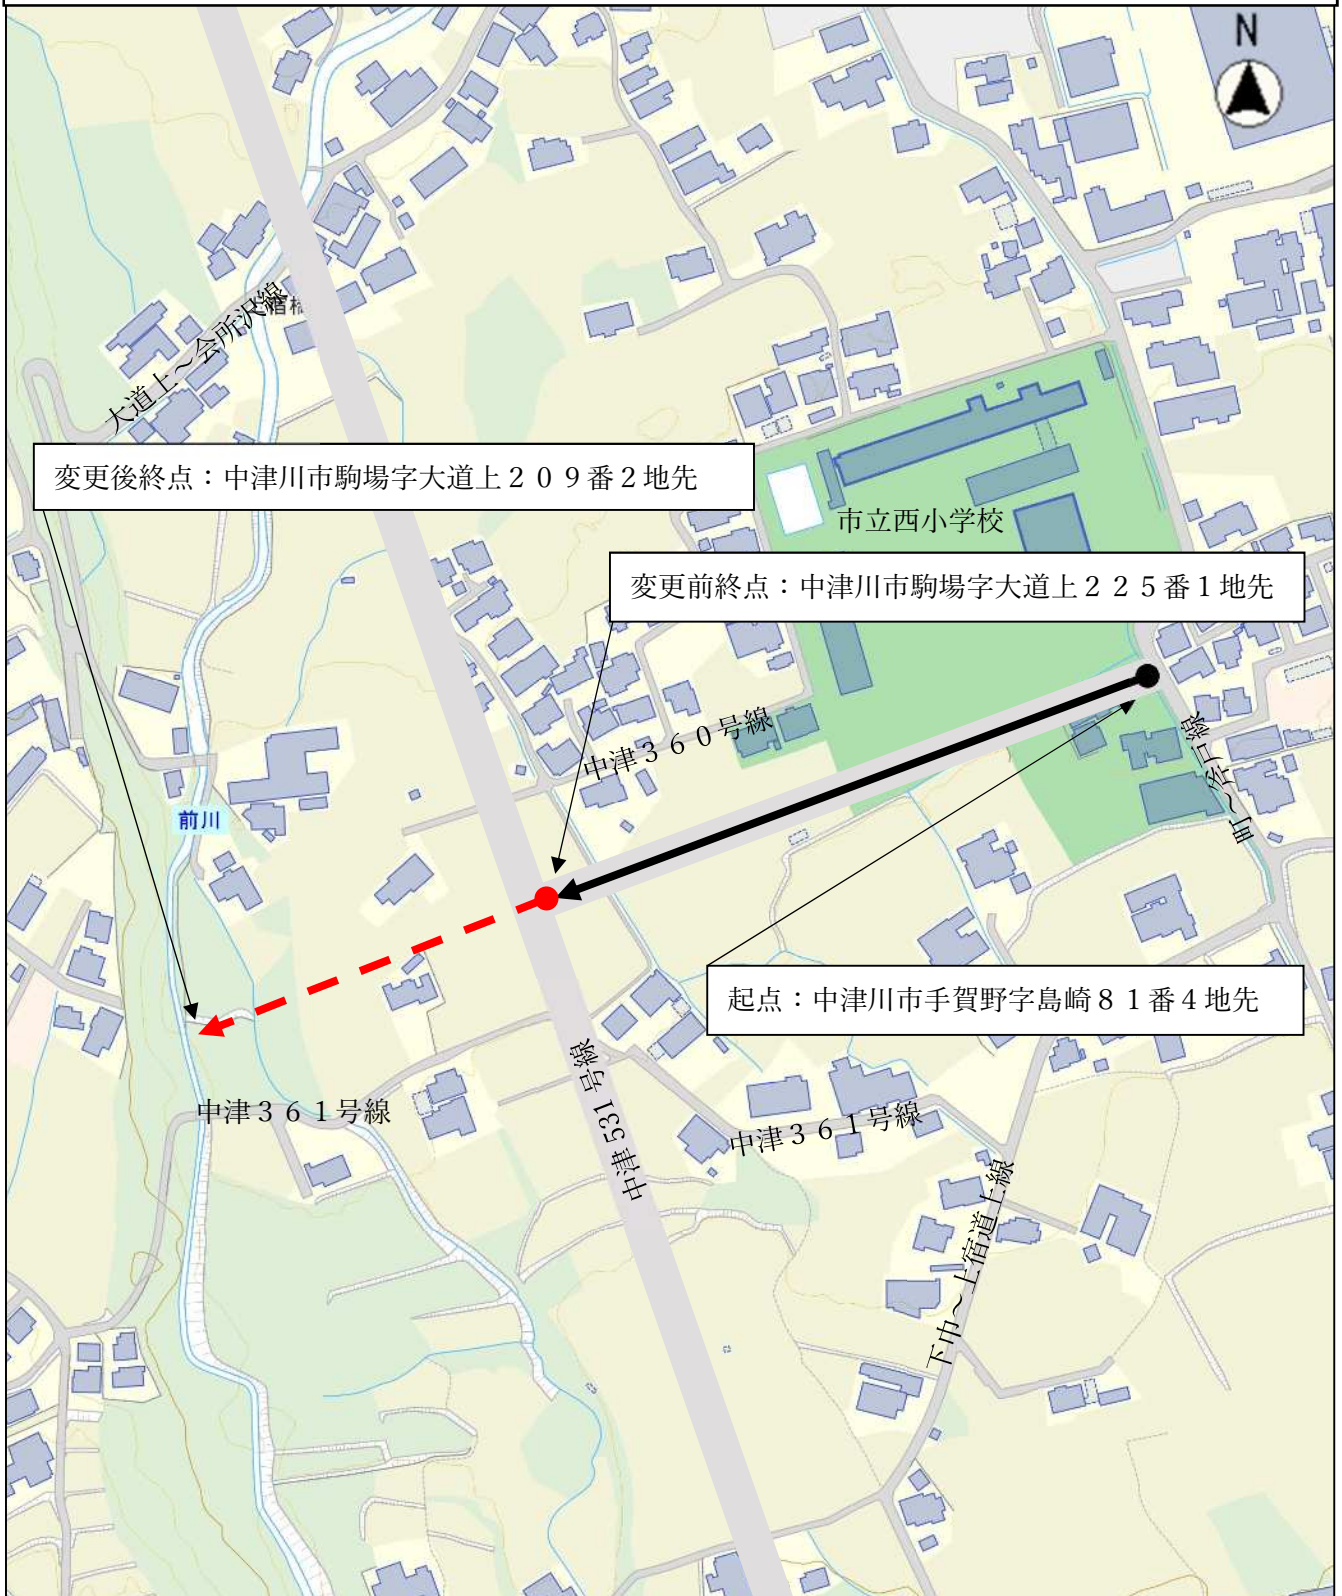 N
大道上～会所沢線
変更後終点：中津川市駒場字大道上２０９番２地先
市立西小学校
変更前終点：中津川市駒場字大道上２２５番１地先
中津３６０号線
前川
起点：中津川市手賀野字島崎８１番４地先
中津531号線
中津３６１号線
中津３６１号線
下巾～上宿道上線